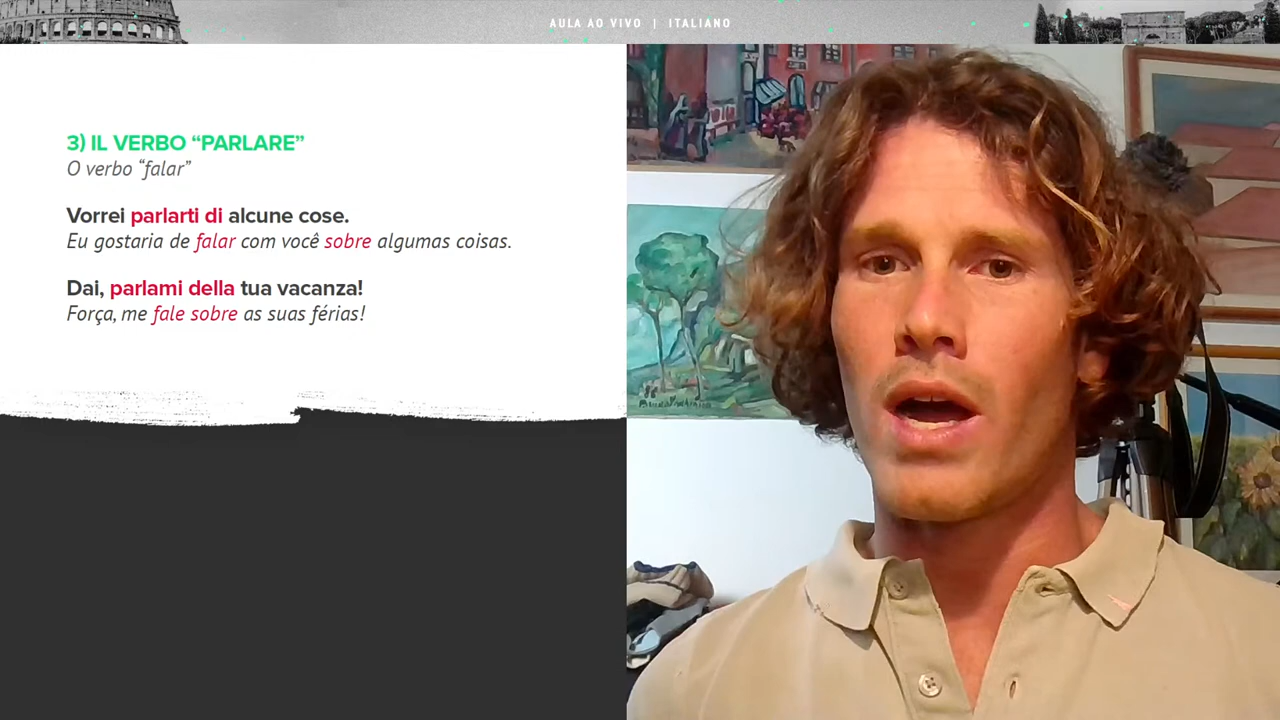 AULA AO VIVO | ITALIANO
3) IL VERBO “PARLARE”
O verbo “falar”
Vorrei parlarti di alcune cose.
Eu gostaria de falar com você sobre algumas coisas.
Dai, parlami della tua vacanza!
Força, me fale sobre as suas férias!